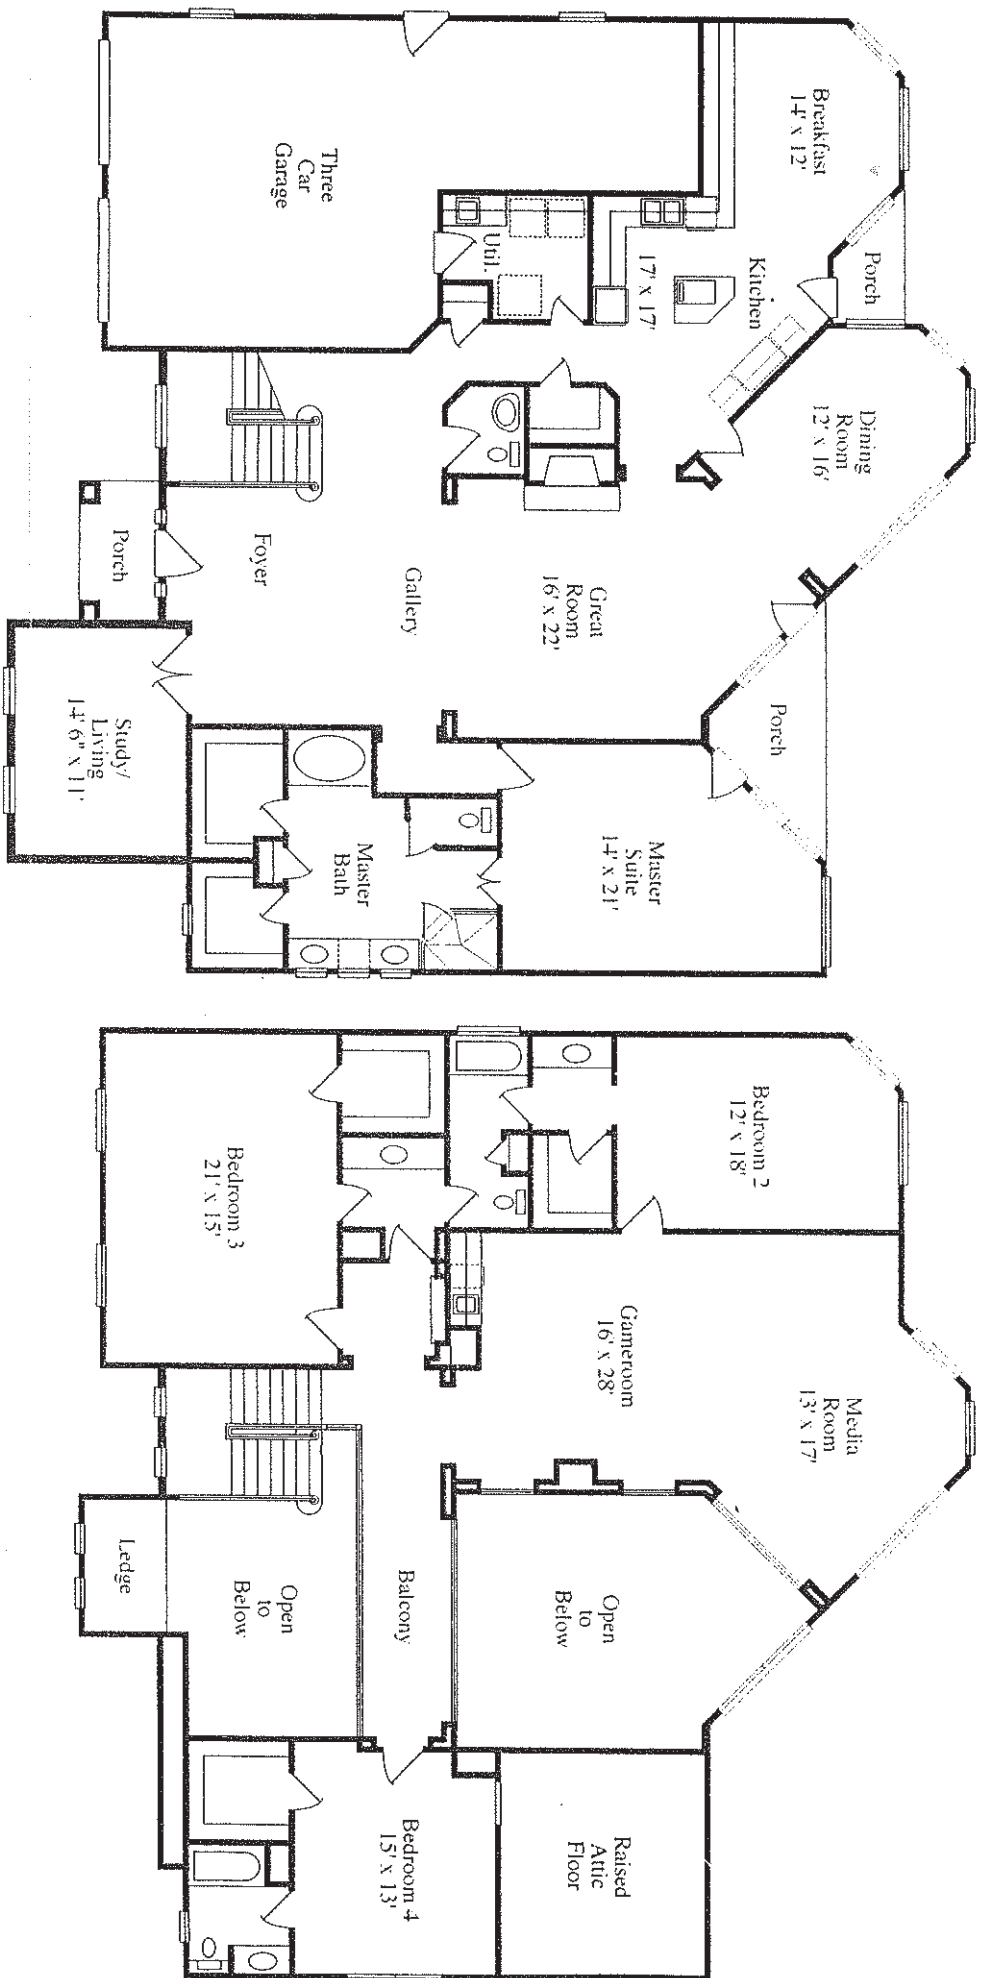 Breakfast
14' x 12'
Porch
Kitchen
17' x 17'
Dining
Room
12' x 16'
Three
Car
Garage
Util.
Great
Room
16' x 22'
Gallery
Foyer
Porch
Porch
Study/
Living
14' 6" x 11'
Master
Bath
Master
Suite
14' x 21'
Bedroom 2
12' x 18'
Bedroom 3
21' x 15'
Gameroom
16' x 28'
Media
Room
13' x 17'
Open
to
Below
Balcony
Open
to
Below
Ledge
Raised
Attic
Floor
Bedroom 4
15' x 13'